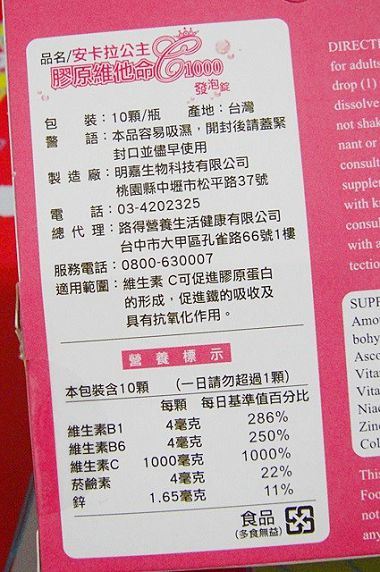 品名/安卡拉公主
膠原維他命C1000
發泡錠
包　裝：10顆/瓶　產地：台灣
警　語：本品容易吸濕，開封後請蓋緊
封口並儘早使用
製造廠：明嘉生物科技有限公司
桃園縣中壢市松平路37號
電　話：03-4202325
總代理：路得營養生活健康有限公司
台中市大甲區孔雀路66號1樓
服務電話：0800-630007
適用範圍：維生素 C可促進膠原蛋白
的形成，促進鐵的吸收及
具有抗氧化作用。
營養標示
本包裝含10顆　(一日請勿超過1顆)
每顆　每日基準值百分比
維生素B1　4毫克　286%
維生素B6　4毫克　250%
維生素C　1000毫克　1000%
菸鹼素　4毫克　22%
鋅　1.65毫克　11%
食品
(多食無益)
DIRECTI
for adults
drop (1)
dissolve
not shak
nant or
consult
supple
with k
consu
with a
tectio
SUPP
Amo
bohy
Asco
Vita
Vita
Niac
Zinc
Col
This
Foo
not
any